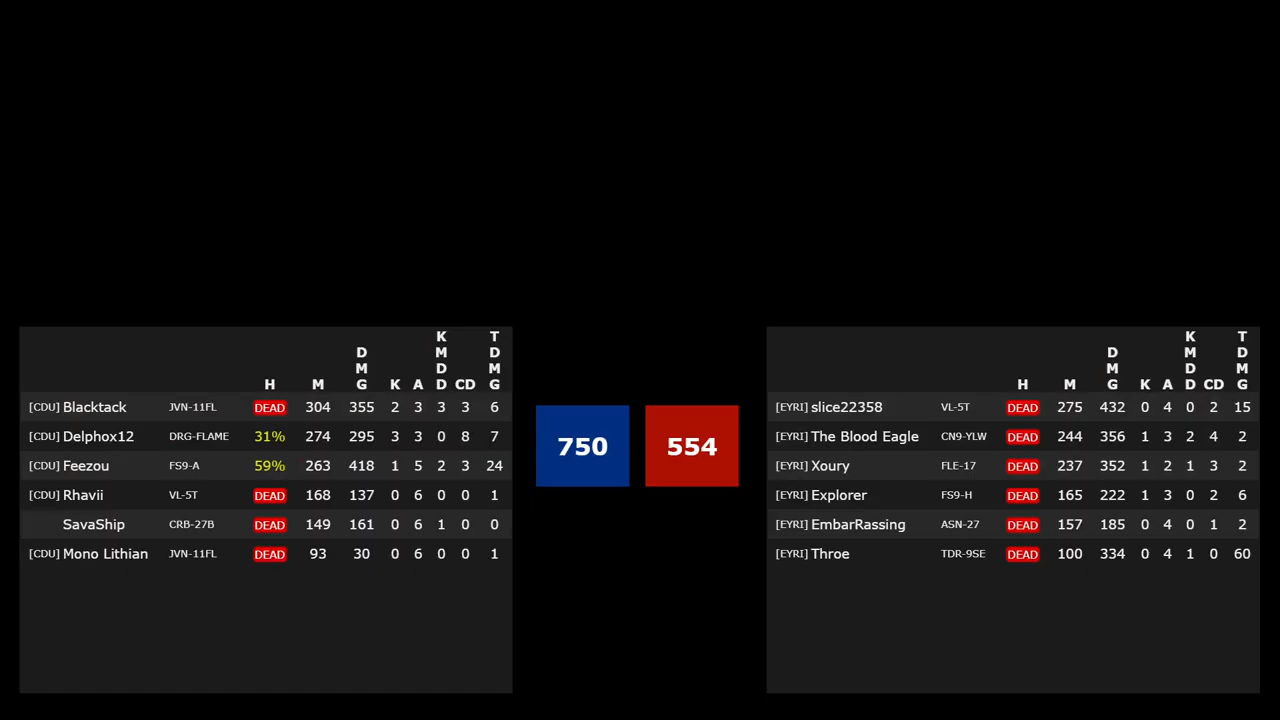 H M DMG K A KMDD CD TDMG
[CDU] Blacktack JVN-11FL DEAD 304 355 2 3 3 3 6
[CDU] Delphox12 DRG-FLAME 31% 274 295 3 3 0 8 7
[CDU] Feezou FS9-A 59% 263 418 1 5 2 3 24
[CDU] Rhavii VL-5T DEAD 168 137 0 6 0 0 1
SavaShip CRB-27B DEAD 149 161 0 6 1 0 0
[CDU] Mono Lithian JVN-11FL DEAD 93 30 0 6 0 0 1
750 554
H M DMG K A KMDD CD TDMG
[EYRI] slice22358 VL-5T DEAD 275 432 0 4 0 2 15
[EYRI] The Blood Eagle CN9-YLW DEAD 244 356 1 3 2 4 2
[EYRI] Xoury FLE-17 DEAD 237 352 1 2 1 3 2
[EYRI] Explorer FS9-H DEAD 165 222 1 3 0 2 6
[EYRI] EmbarRassing ASN-27 DEAD 157 185 0 4 0 1 2
[EYRI] Throe TDR-9SE DEAD 100 334 0 4 1 0 60